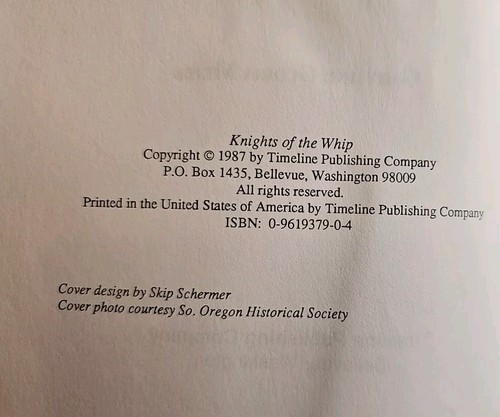 Knights of the Whip
Copyright © 1987 by Timeline Publishing Company
P.O. Box 1435, Bellevue, Washington 98009
All rights reserved.
Printed in the United States of America by Timeline Publishing Company
ISBN: 0-9619379-0-4
Cover design by Skip Schermer
Cover photo courtesy So. Oregon Historical Society